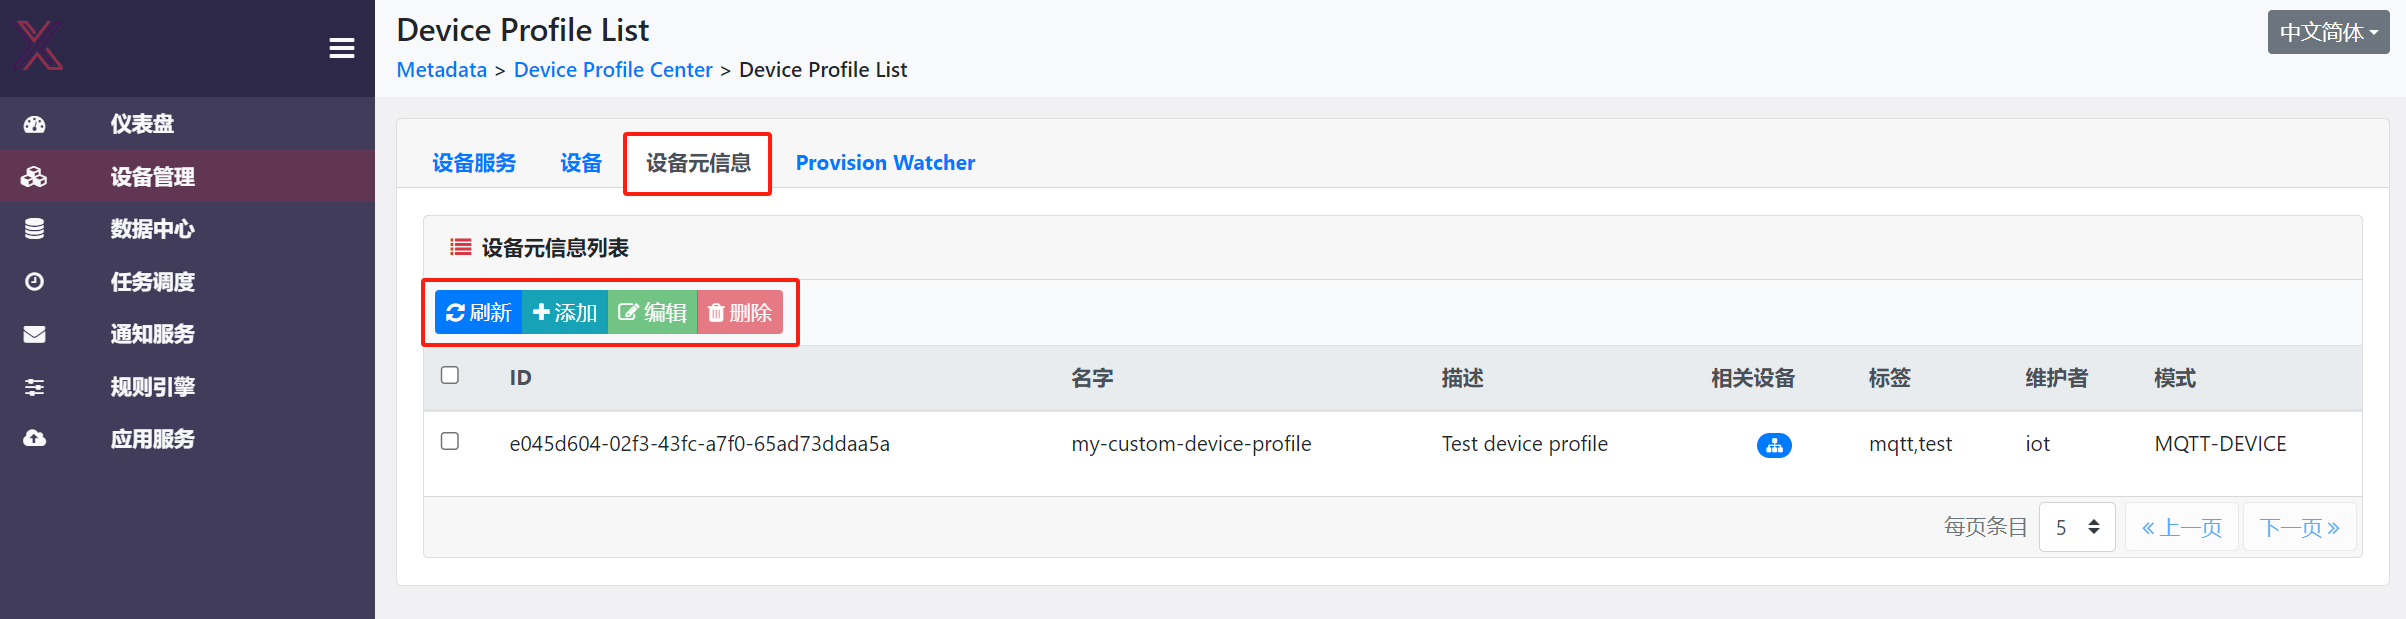 Device Profile List
中文简体
Metadata > Device Profile Center > Device Profile List
仪表盘
设备管理
数据中心
任务调度
通知服务
规则引擎
应用服务
设备服务 设备 设备元信息 Provision Watcher
设备元信息列表
刷新 添加 编辑 删除
ID 名字 描述 相关设备 标签 维护者 模式
e045d604-02f3-43fc-a7f0-65ad73ddaa5a my-custom-device-profile Test device profile mqtt,test iot MQTT-DEVICE
每页条目 5 «上一页 下一页»